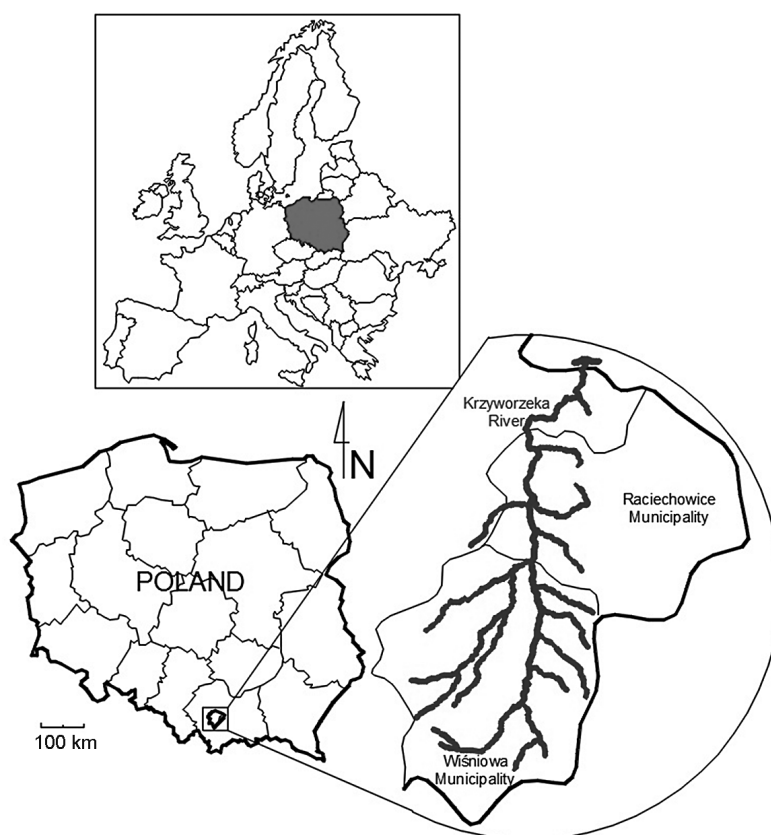 Krzyworzeka
River
N
Raciechowice
Municipality
POLAND
100 km
Wiśniowa
Municipality